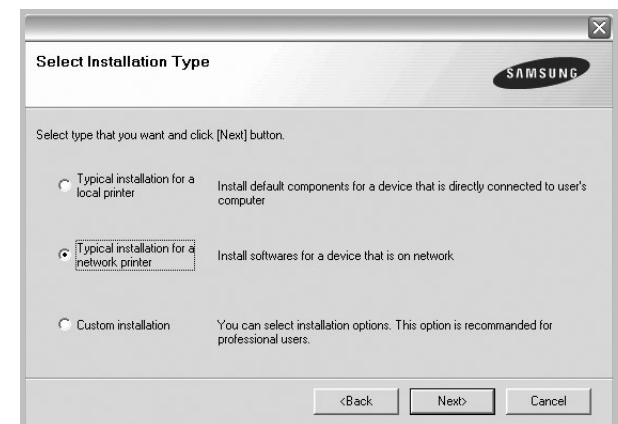 Select Installation Type
SAMSUNG
Select type that you want and click [Next] button.
Typical installation for a
local printer
Install default components for a device that is directly connected to user's
computer
Typical installation for a
network printer
Install softwares for a device that is on network
Custom installation
You can select installation options. This option is recommanded for
professional users.
<Back
Next>
Cancel